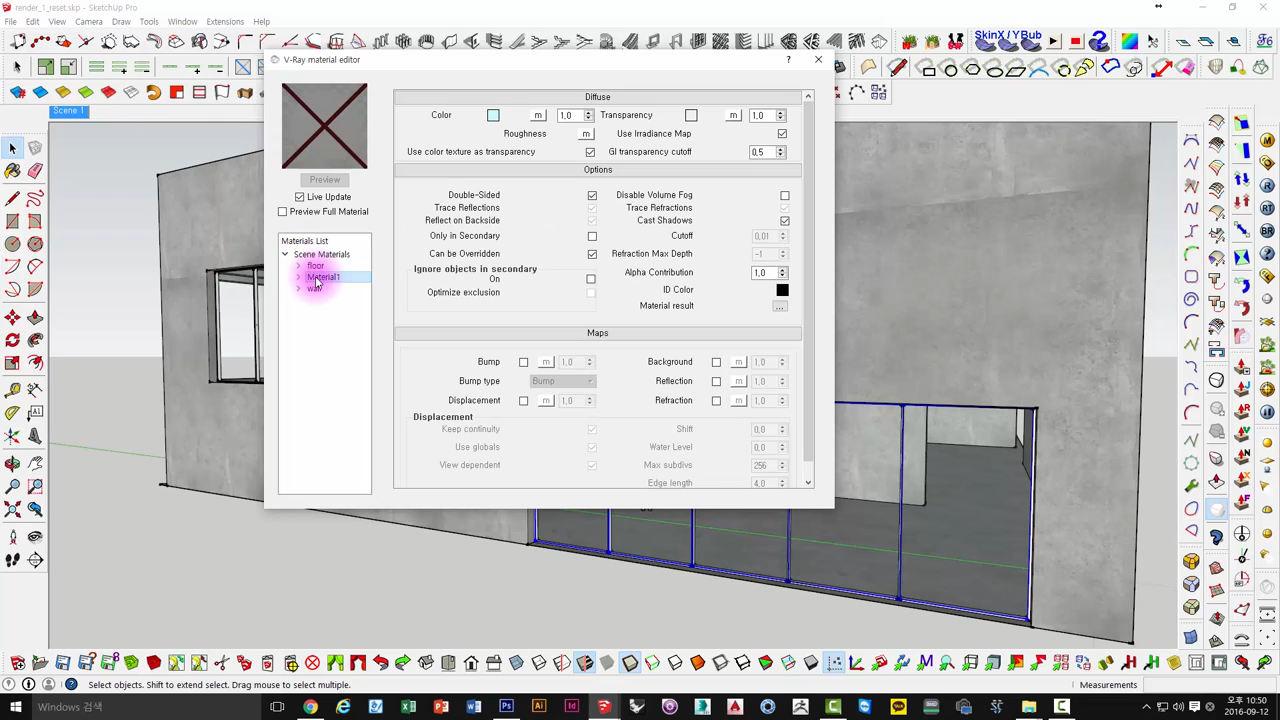 render_1_reset.skp - SketchUp Pro
File Edit View Camera Draw Tools Window Extensions Help
SkinX / YBub
V-Ray material editor
?
Scene 1
Diffuse
Color m 1,0 Transparency m 1,0
Roughness m Use Irradiance Map
Use color texture as transparency GI transparency cutoff 0,5
Preview
Live Update
Preview Full Material
Options
Double-Sided Disable Volume Fog
Trace Reflections Trace Refractions
Reflect on Backside Cast Shadows
Only in Secondary Cutoff 0,01
Can be Overridden Refraction Max Depth -1
Ignore objects in secondary
On
Alpha Contribution 1,0
Optimize exclusion ID Color
Material result ...
Materials List
Scene Materials
floor
Material1
wall
Maps
Bump m 1,0 Background m 1,0
Bump type Bump Reflection m 1,0
Displacement m 1,0 Refraction m 1,0
Displacement
Keep continuity Shift 0,0
Use globals Water Level 0,0
View dependent Max subdivs 256
Edge length 4,0
Select objects. Shift to extend select. Drag mouse to select multiple.
Measurements
Windows 검색
오후 10:50
2016-09-12